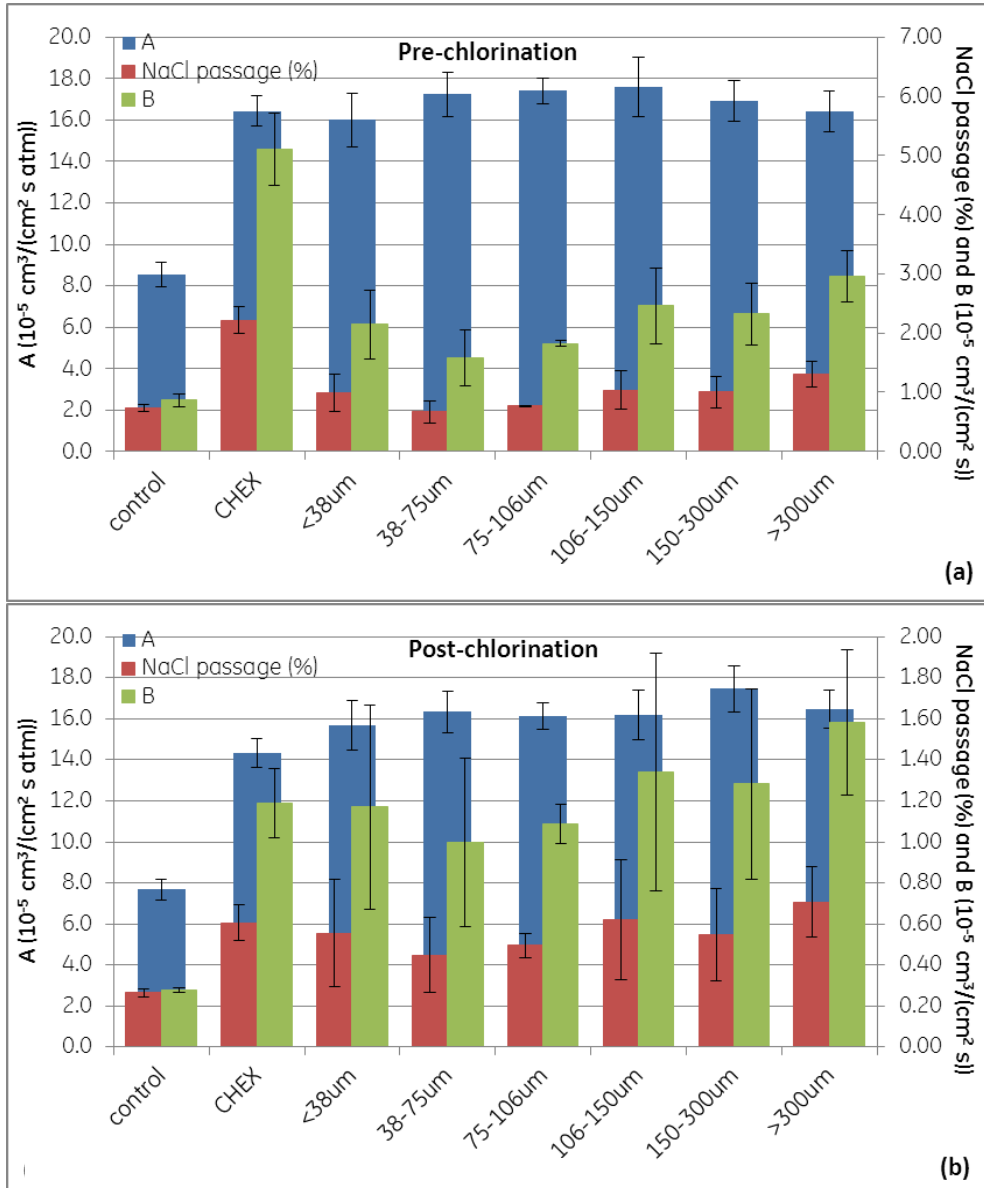 Pre-chlorination
A
NaCl passage (%)
B
A (10⁻⁵ cm³/(cm² s atm))
20.0
18.0
16.0
14.0
12.0
10.0
8.0
6.0
4.0
2.0
0.0
7.00
6.00
5.00
4.00
3.00
2.00
1.00
0.00
NaCl passage (%) and B (10⁻⁵ cm³/(cm² s))
control
CHEX
<38um
38-75um
75-106um
106-150um
150-300um
>300um
(a)
Post-chlorination
A
NaCl passage (%)
B
A (10⁻⁵ cm³/(cm² s atm))
20.0
18.0
16.0
14.0
12.0
10.0
8.0
6.0
4.0
2.0
0.0
2.00
1.80
1.60
1.40
1.20
1.00
0.80
0.60
0.40
0.20
0.00
NaCl passage (%) and B (10⁻⁵ cm³/(cm² s))
control
CHEX
<38um
38-75um
75-106um
106-150um
150-300um
>300um
(b)